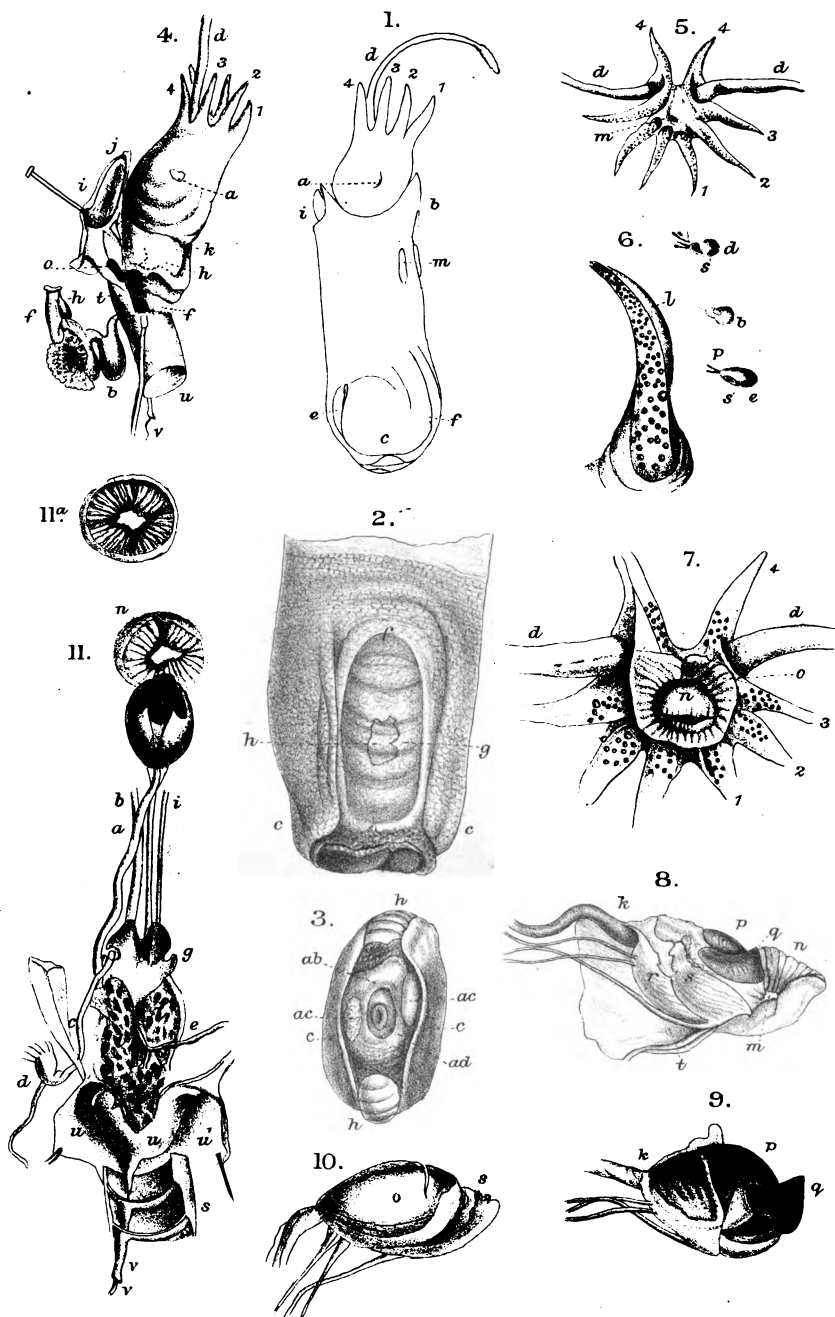 4.
d
3
2
4
1
j
i
a
k
o
h
t
f
h
f
b
u
v
1.
d
3
4
2
1
a
i
b
m
e
f
c
5.
4
4
d
d
m
3
2
1
6.
l
d
s
b
p
s
e
11a.
n
11.
b
i
a
g
c
e
d
u
u
u
s
v
v
2.
f
h
g
c
c
3.
h
ab
ac
ac
c
c
ad
h
7.
4
d
d
o
n
3
2
1
8.
k
p
q
n
r
s
m
t
9.
k
p
q
10.
o
s